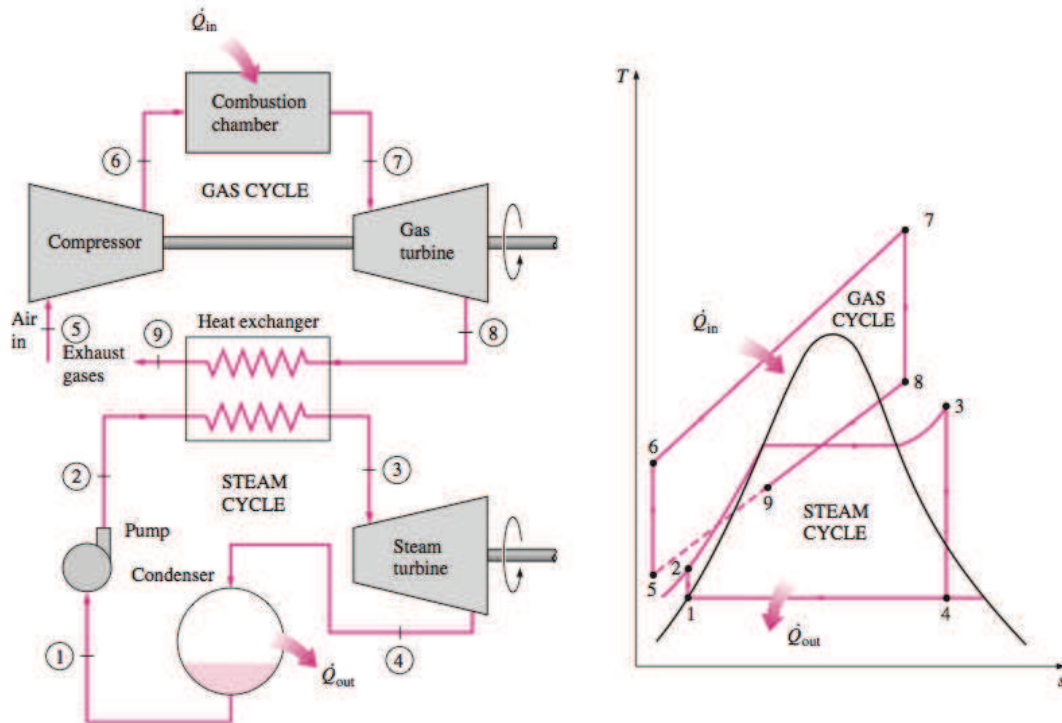 Q̇in
Combustion
chamber
6
7
GAS CYCLE
Compressor
Gas
turbine
Air
in
5
9
Heat exchanger
8
Exhaust
gases
2
3
STEAM
CYCLE
Pump
Condenser
Steam
turbine
1
4
Q̇out
T
7
Q̇in
GAS
CYCLE
8
3
6
9
STEAM
CYCLE
5
2
1
4
Q̇out
s